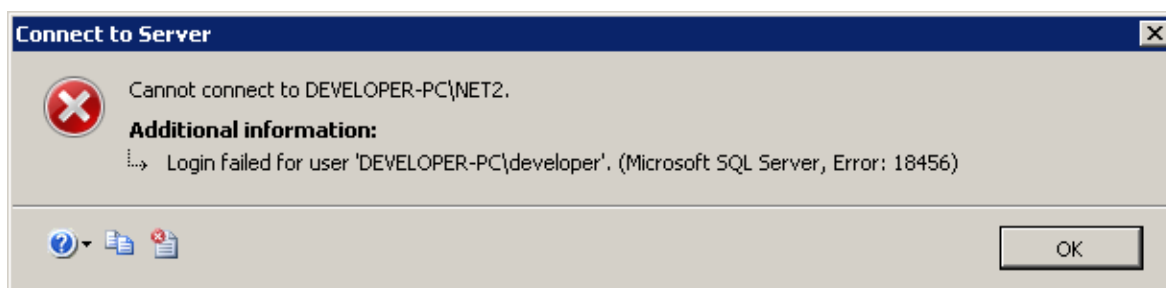 Connect to Server
Cannot connect to DEVELOPER-PC\NET2.
Additional information:
Login failed for user 'DEVELOPER-PC\developer'. (Microsoft SQL Server, Error: 18456)
OK